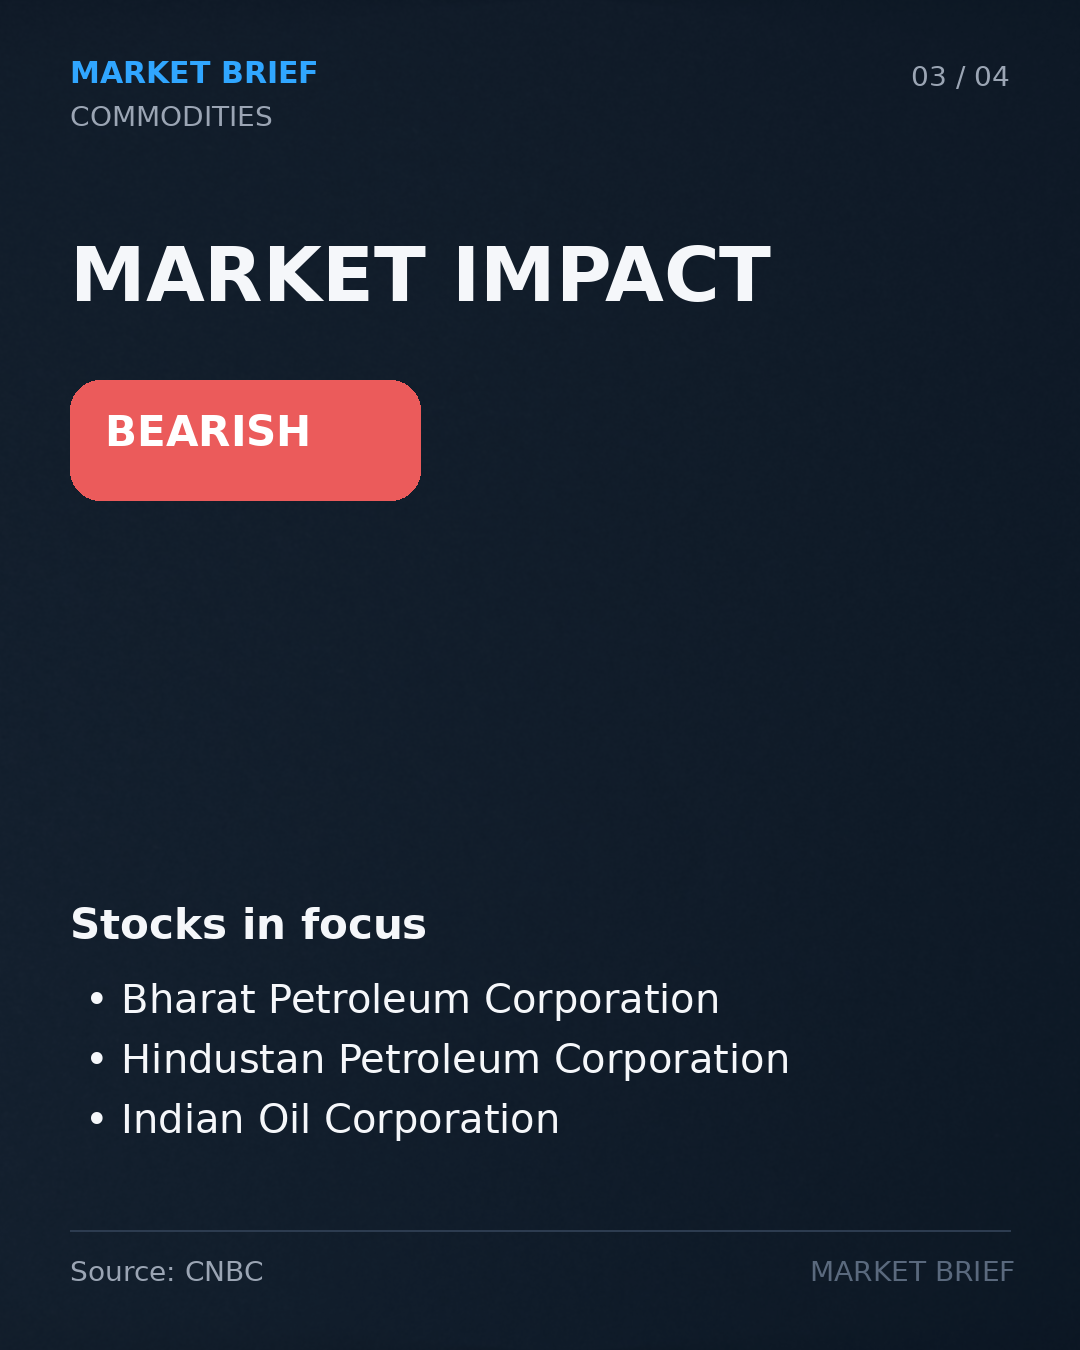 MARKET BRIEF
03 / 04
COMMODITIES
MARKET IMPACT
BEARISH
Stocks in focus
• Bharat Petroleum Corporation
• Hindustan Petroleum Corporation
• Indian Oil Corporation
Source: CNBC
MARKET BRIEF